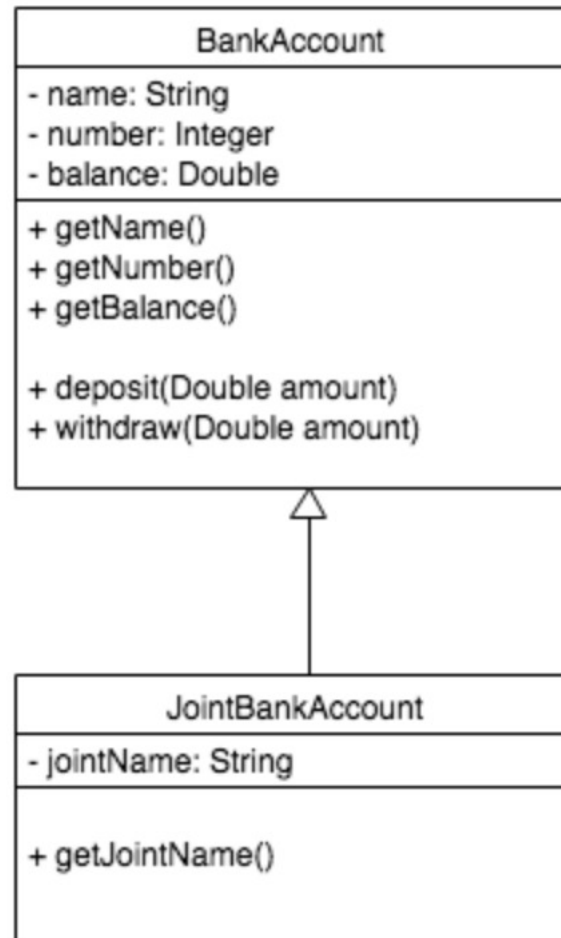 BankAccount
- name: String
- number: Integer
- balance: Double
+ getName()
+ getNumber()
+ getBalance()
+ deposit(Double amount)
+ withdraw(Double amount)
JointBankAccount
- jointName: String
+ getJointName()